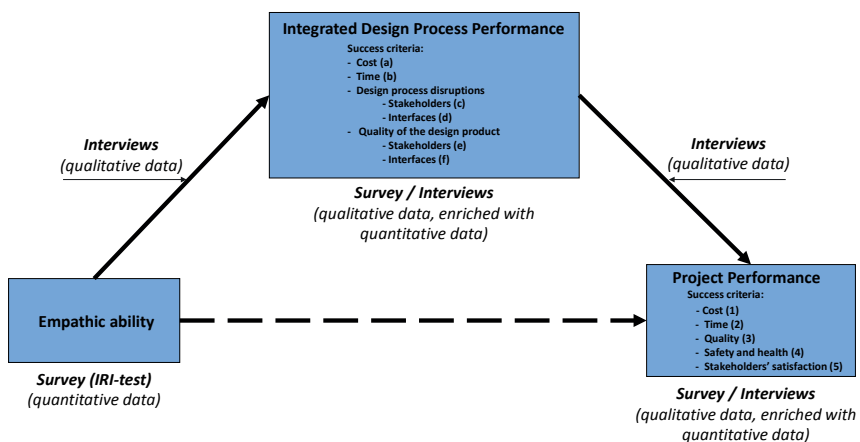 Integrated Design Process Performance
Success criteria:
- Cost (a)
- Time (b)
- Design process disruptions
- Stakeholders (c)
- Interfaces (d)
- Quality of the design product
- Stakeholders (e)
- Interfaces (f)
Interviews
(qualitative data)
Interviews
(qualitative data)
Survey / Interviews
(qualitative data, enriched with
quantitative data)
Empathic ability
Survey (IRI-test)
(quantitative data)
Project Performance
Success criteria:
- Cost (1)
- Time (2)
- Quality (3)
- Safety and health (4)
- Stakeholders' satisfaction (5)
Survey / Interviews
(qualitative data, enriched with
quantitative data)